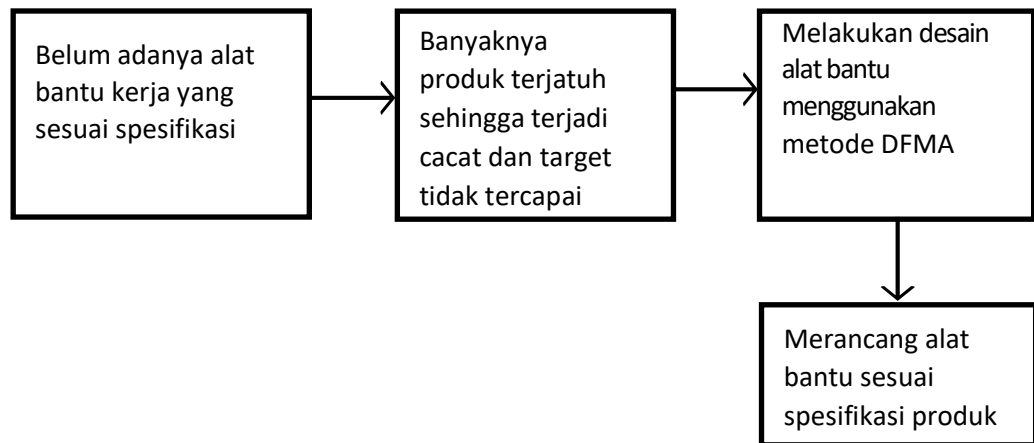 Belum adanya alat
bantu kerja yang
sesuai spesifikasi
Banyaknya
produk terjatuh
sehingga terjadi
cacat dan target
tidak tercapai
Melakukan desain
alat bantu
menggunakan
metode DFMA
Merancang alat
bantu sesuai
spesifikasi produk